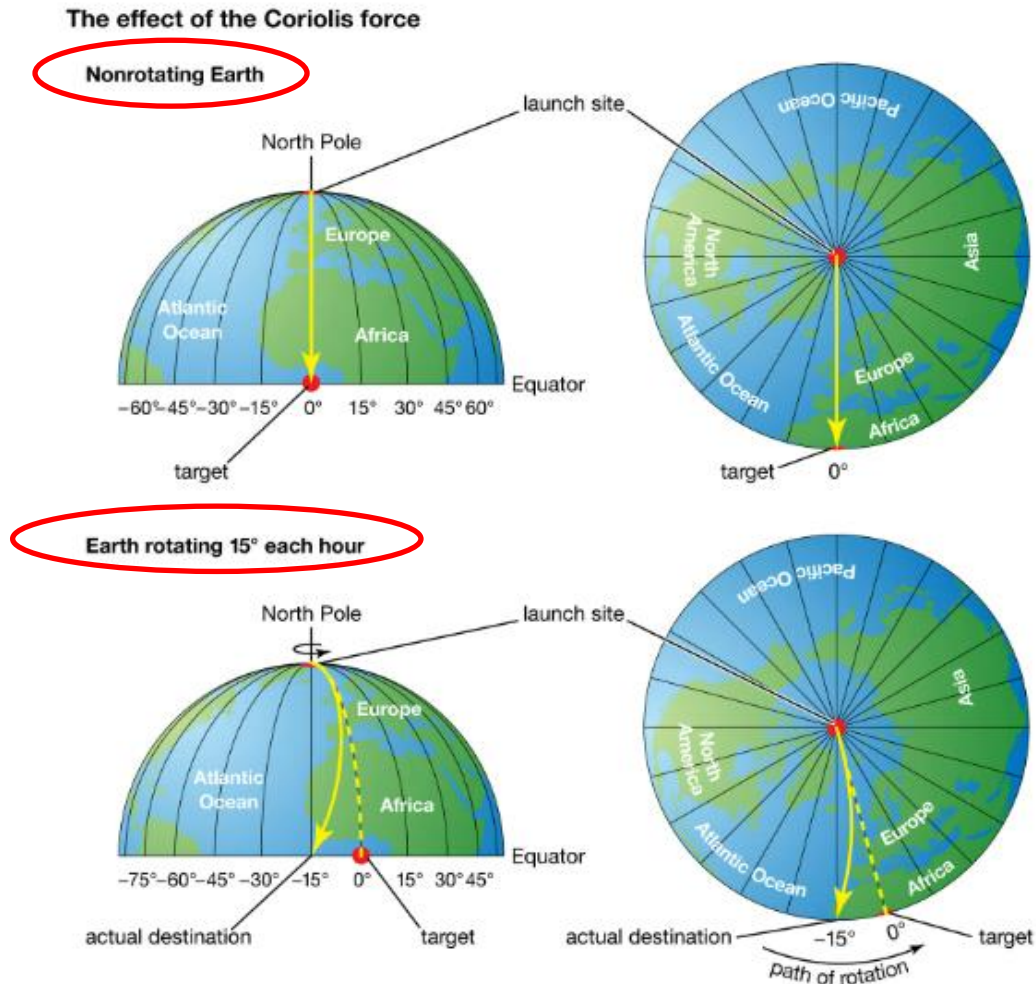 The effect of the Coriolis force
Nonrotating Earth
launch site
North Pole
Europe
Atlantic
Ocean
Africa
Equator
−60° −45° −30° −15° 0° 15° 30° 45° 60°
target
Pacific Ocean
North
America
Asia
Atlantic Ocean
Europe
Africa
target
0°
Earth rotating 15° each hour
launch site
North Pole
Europe
Atlantic
Ocean
Africa
Equator
−75° −60° −45° −30° −15° 0° 15° 30° 45°
actual destination
target
Pacific Ocean
North
America
Asia
Atlantic Ocean
Europe
Africa
actual destination
−15°
0°
target
path of rotation